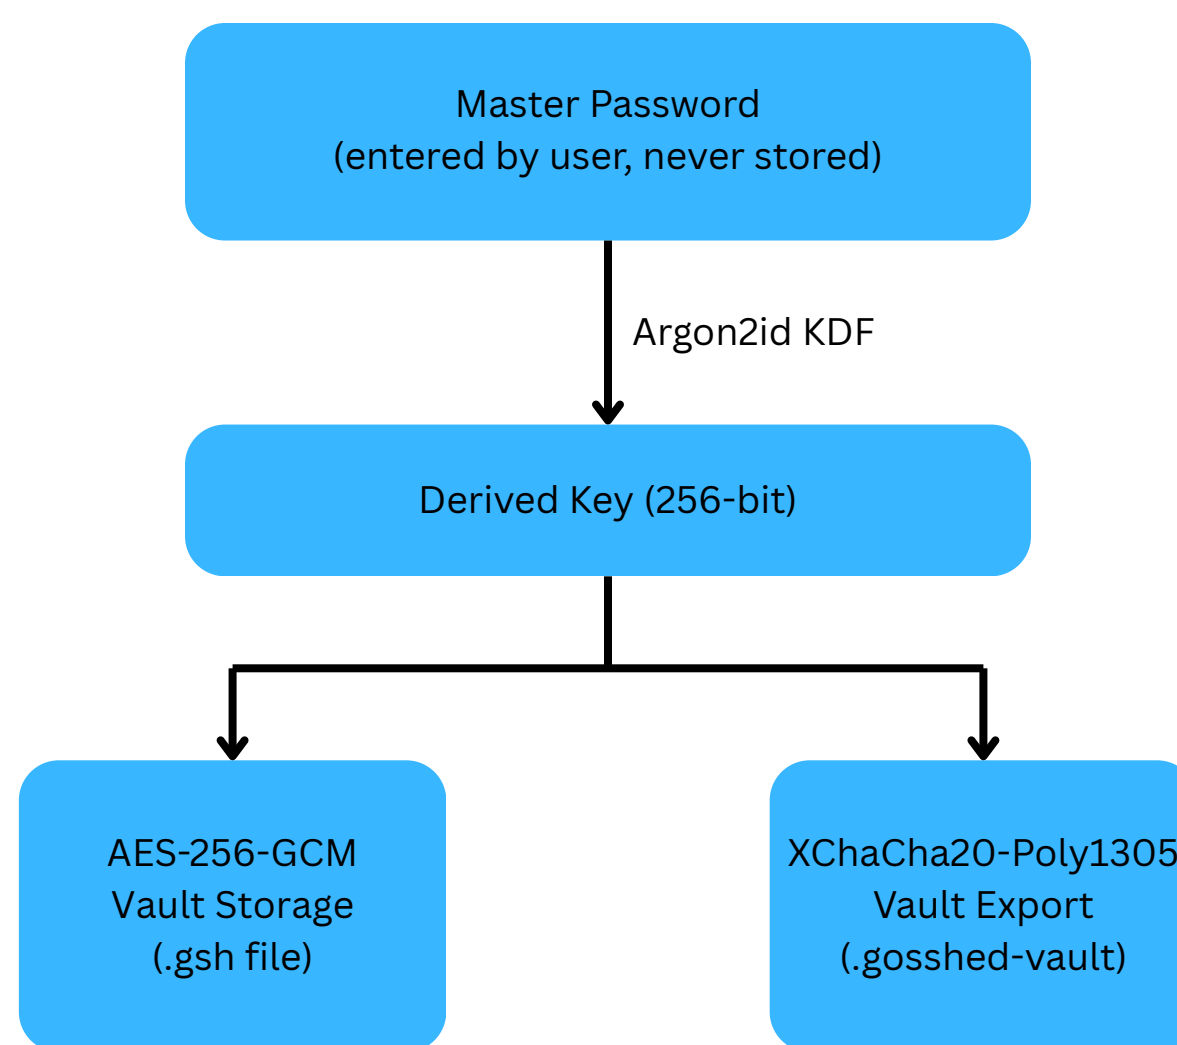 Master Password
(entered by user, never stored)
Argon2id KDF
Derived Key (256-bit)
AES-256-GCM
Vault Storage
(.gsh file)
XChaCha20-Poly1305
Vault Export
(.gosshed-vault)